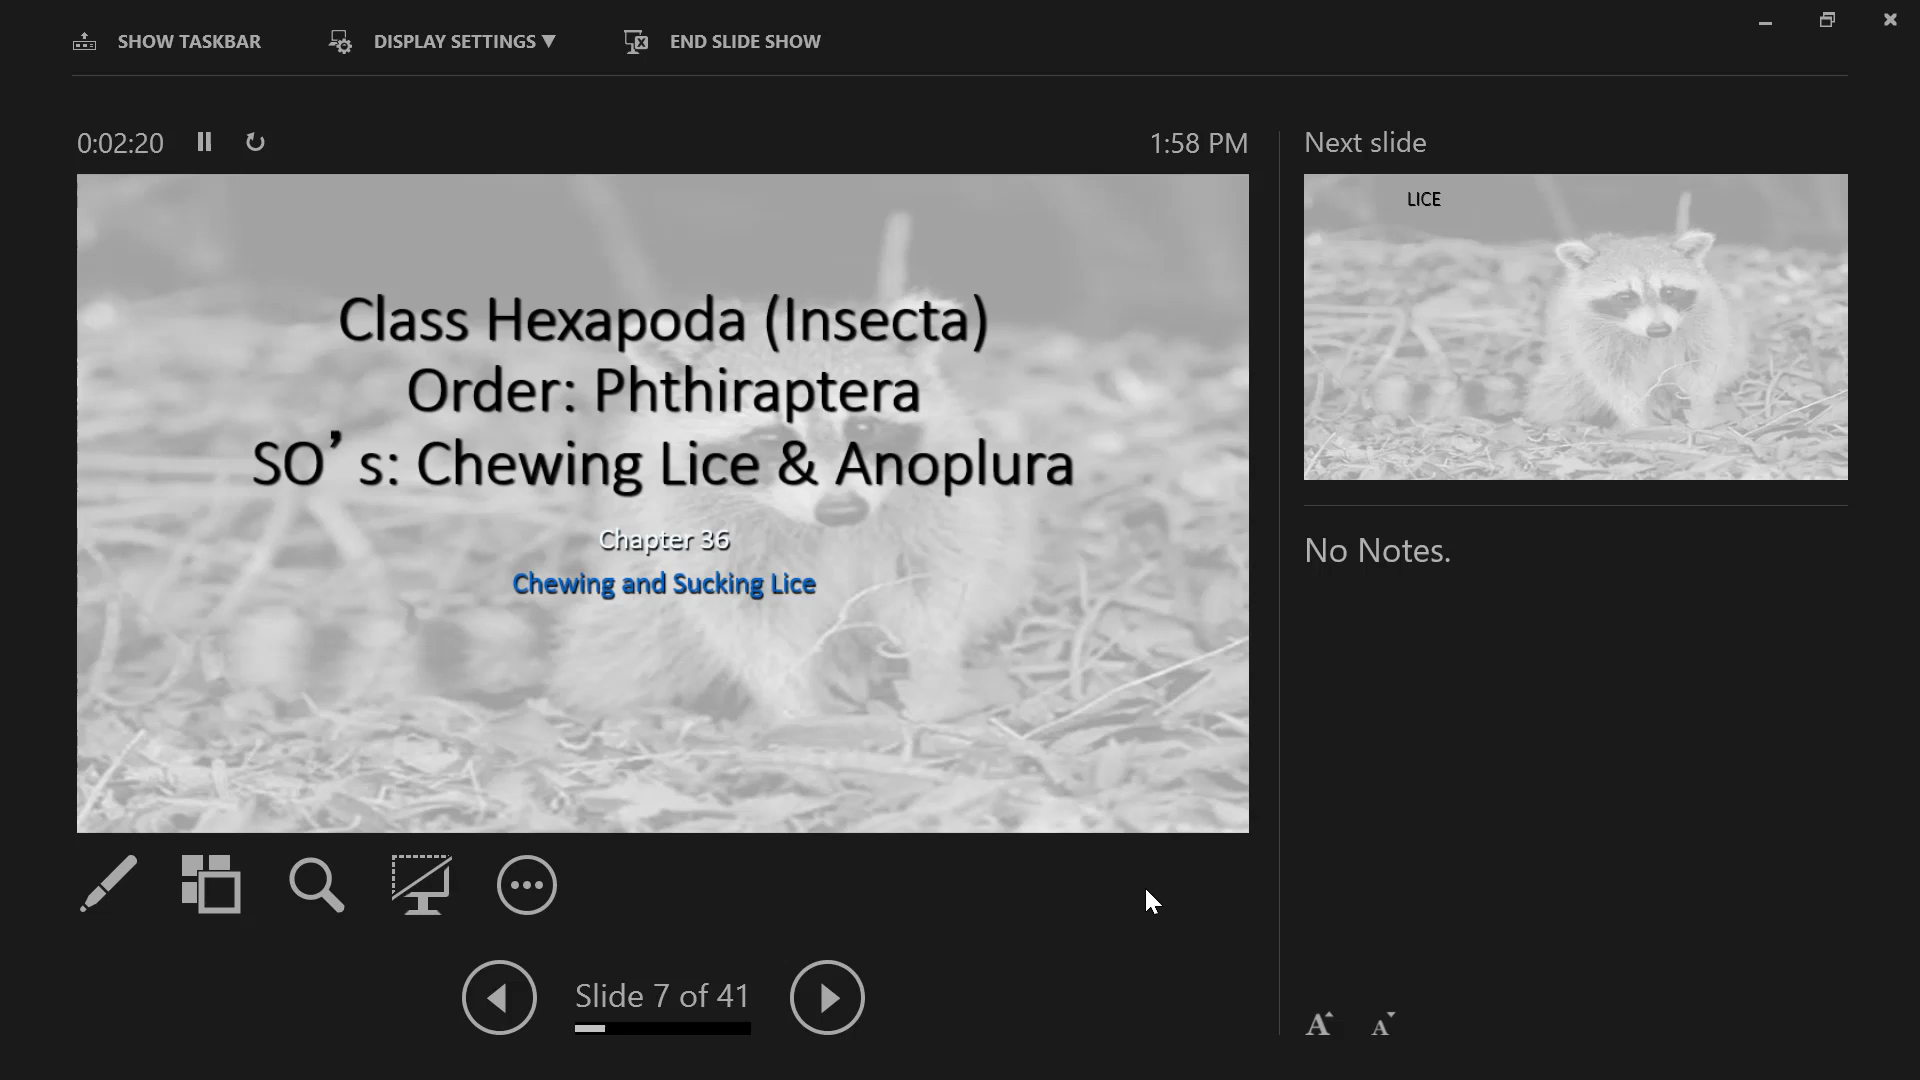 SHOW TASKBAR
DISPLAY SETTINGS ▼
END SLIDE SHOW
0:02:20
1:58 PM
Class Hexapoda (Insecta)
Order: Phthiraptera
SO’s: Chewing Lice & Anoplura
Chapter 36
Chewing and Sucking Lice
Slide 7 of 41
Next slide
LICE
No Notes.
A
A